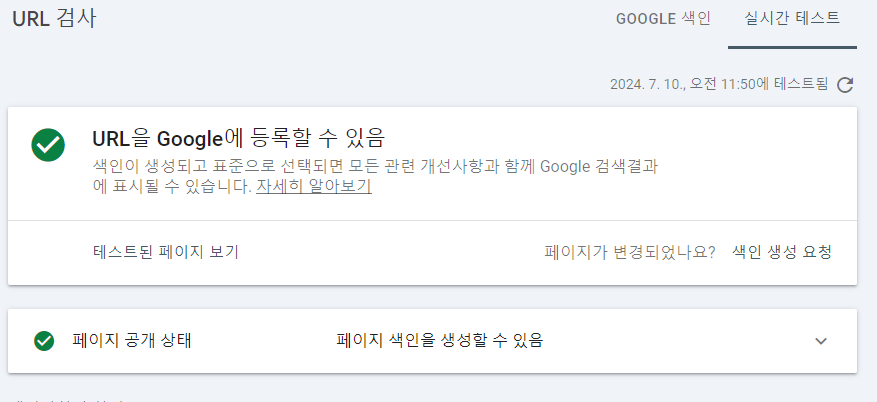 URL 검사
GOOGLE 색인 실시간 테스트
2024. 7. 10., 오전 11:50에 테스트됨
URL을 Google에 등록할 수 있음
색인이 생성되고 표준으로 선택되면 모든 관련 개선사항과 함께 Google 검색결과
에 표시될 수 있습니다. 자세히 알아보기
테스트된 페이지 보기 페이지가 변경되었나요? 색인 생성 요청
페이지 공개 상태 페이지 색인을 생성할 수 있음